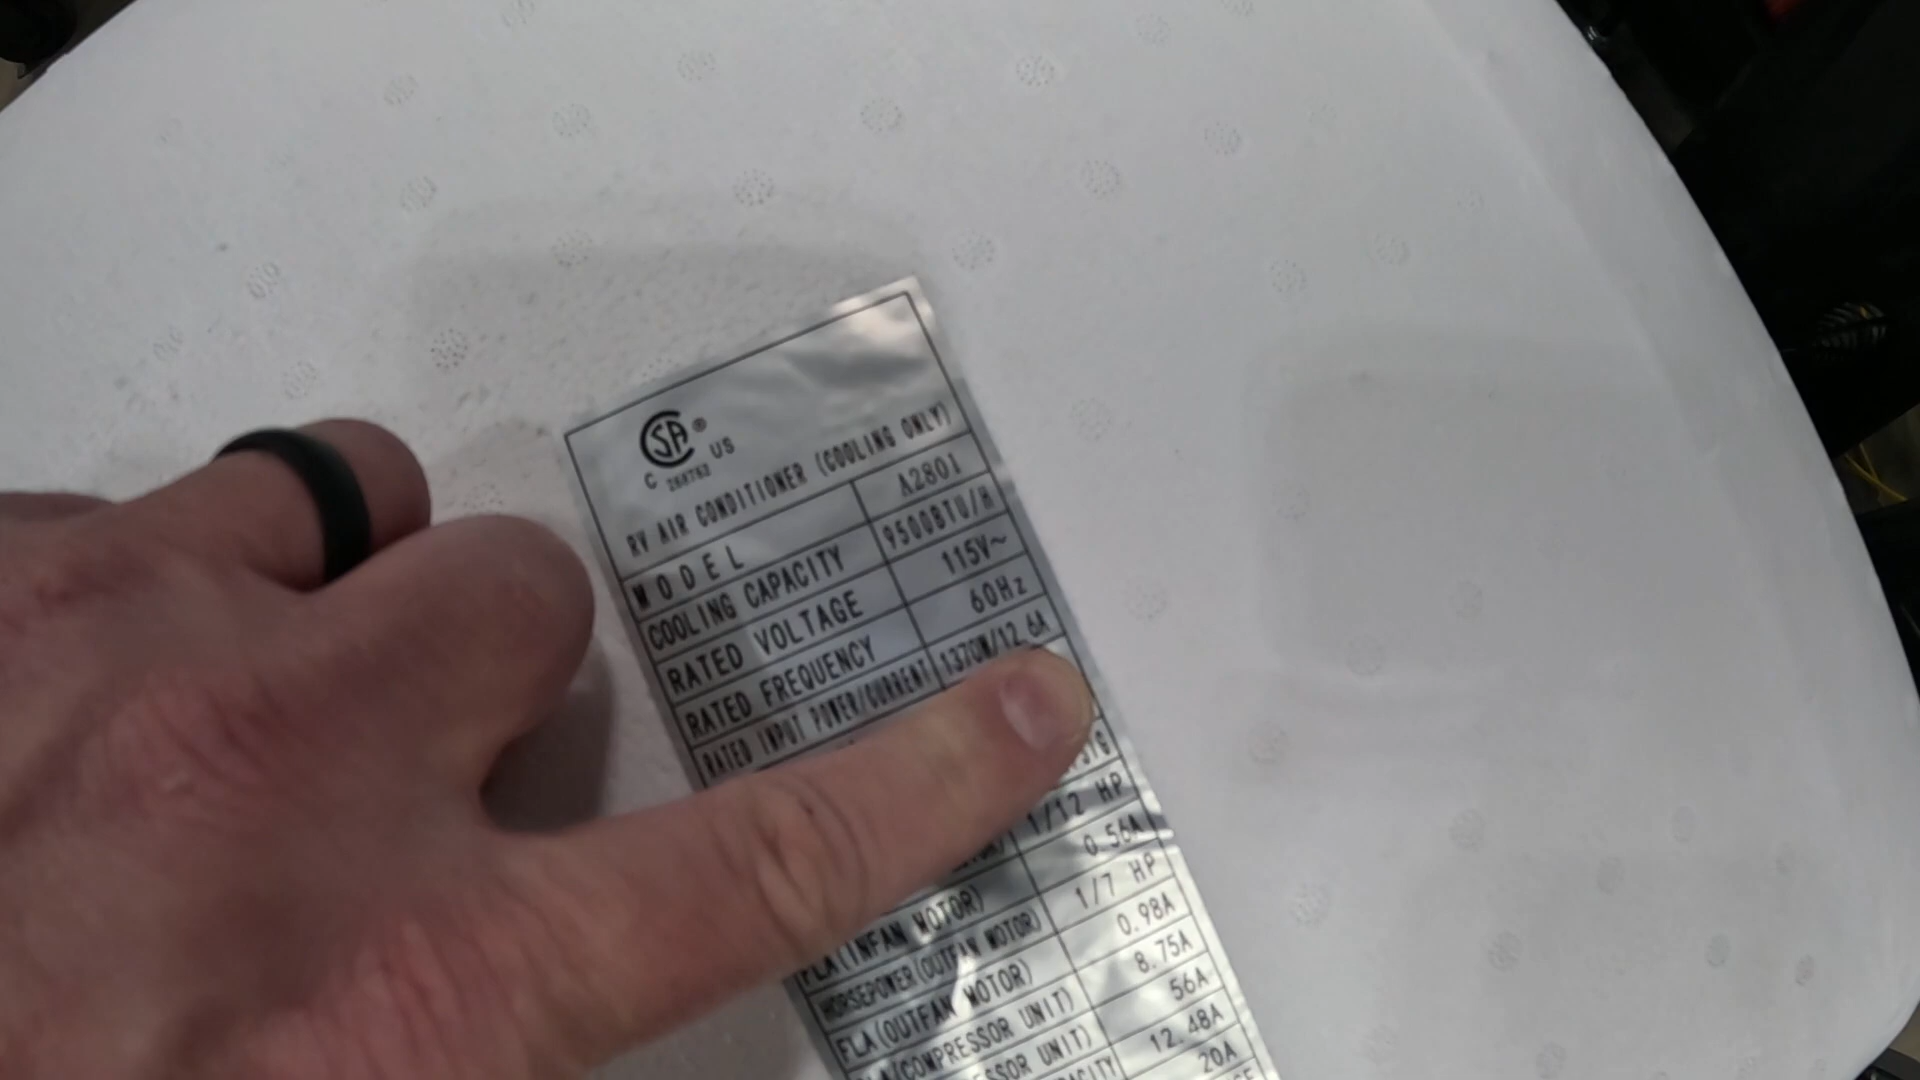 CSA®
C US
RV AIR CONDITIONER (COOLING ONLY)
MODEL A2801
COOLING CAPACITY 9500BTU/H
RATED VOLTAGE 115V~
RATED FREQUENCY 60Hz
RATED INPUT POWER/CURRENT 1370W/12.6A
1/12 HP
FLA(INFAN MOTOR) 0.56A
HORSEPOWER(OUTFAN MOTOR) 1/7 HP
FLA(OUTFAN MOTOR) 0.98A
(COMPRESSOR UNIT) 8.75A
UNIT) 56A
12.48A
20A